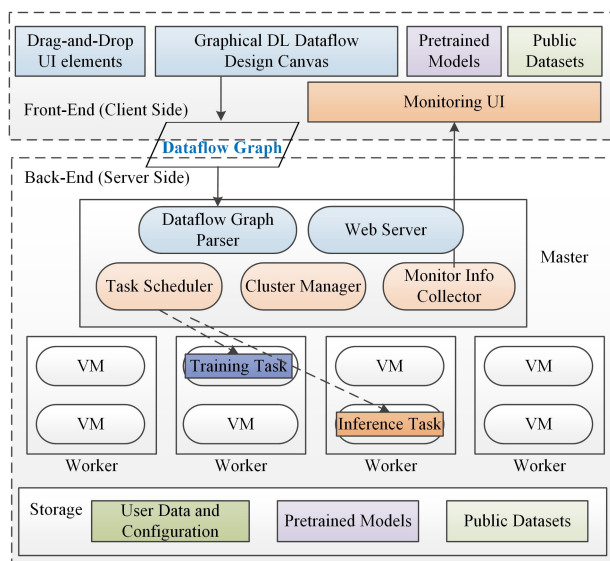 Drag-and-Drop
UI elements
Graphical DL Dataflow
Design Canvas
Pretrained
Models
Public
Datasets
Front-End (Client Side)
Monitoring UI
Dataflow Graph
Back-End (Server Side)
Dataflow Graph
Parser
Web Server
Master
Task Scheduler
Cluster Manager
Monitor Info
Collector
VM
Training Task
VM
VM
VM
VM
Inference Task
VM
Worker
Worker
Worker
Worker
Storage
User Data and
Configuration
Pretrained Models
Public Datasets